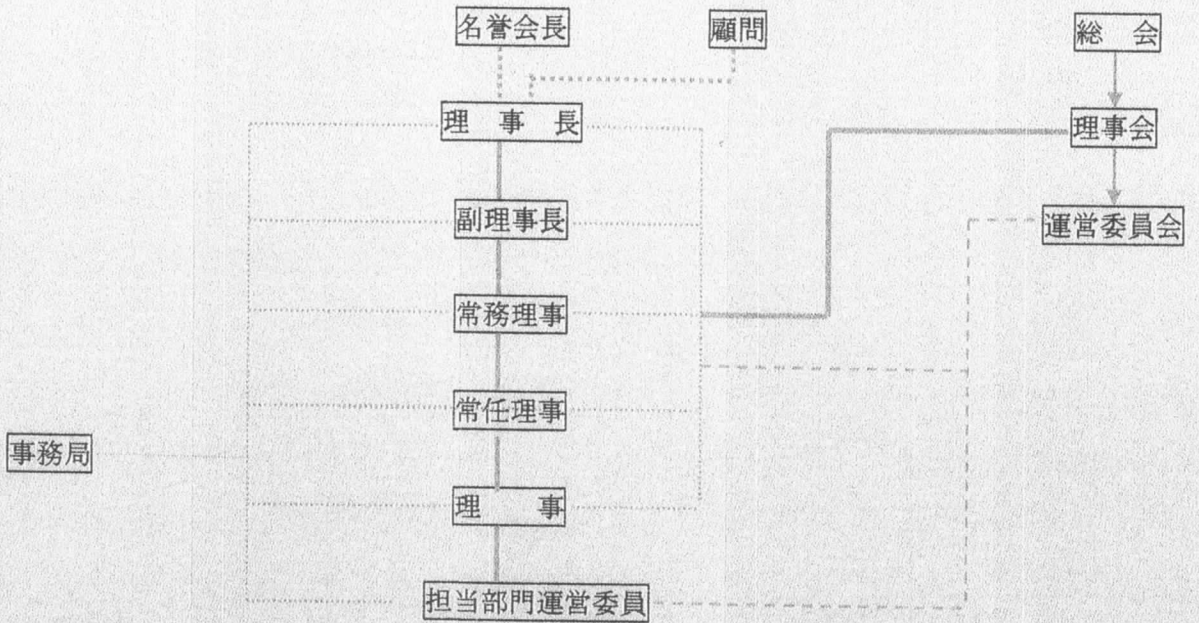 名誉会長
顧問
総　会
理　事　長
理事会
副理事長
運営委員会
常務理事
常任理事
事務局
理　　事
担当部門運営委員